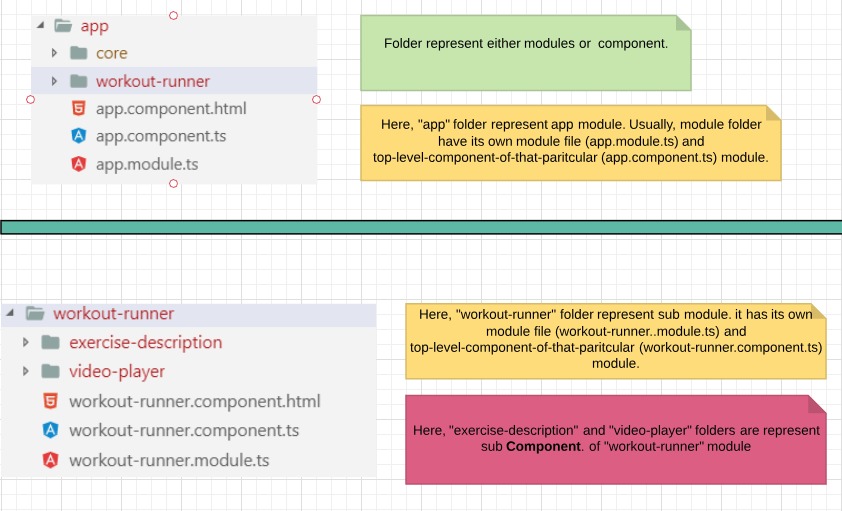 app
core
workout-runner
app.component.html
app.component.ts
app.module.ts
Folder represent either modules or component.
Here, "app" folder represent app module. Usually, module folder
have its own module file (app.module.ts) and
top-level-component-of-that-paritcular (app.component.ts) module.
workout-runner
exercise-description
video-player
workout-runner.component.html
workout-runner.component.ts
workout-runner.module.ts
Here, "workout-runner" folder represent sub module. it has its own
module file (workout-runner..module.ts) and
top-level-component-of-that-paritcular (workout-runner.component.ts)
module.
Here, "exercise-description" and "video-player" folders are represent
sub Component. of "workout-runner" module